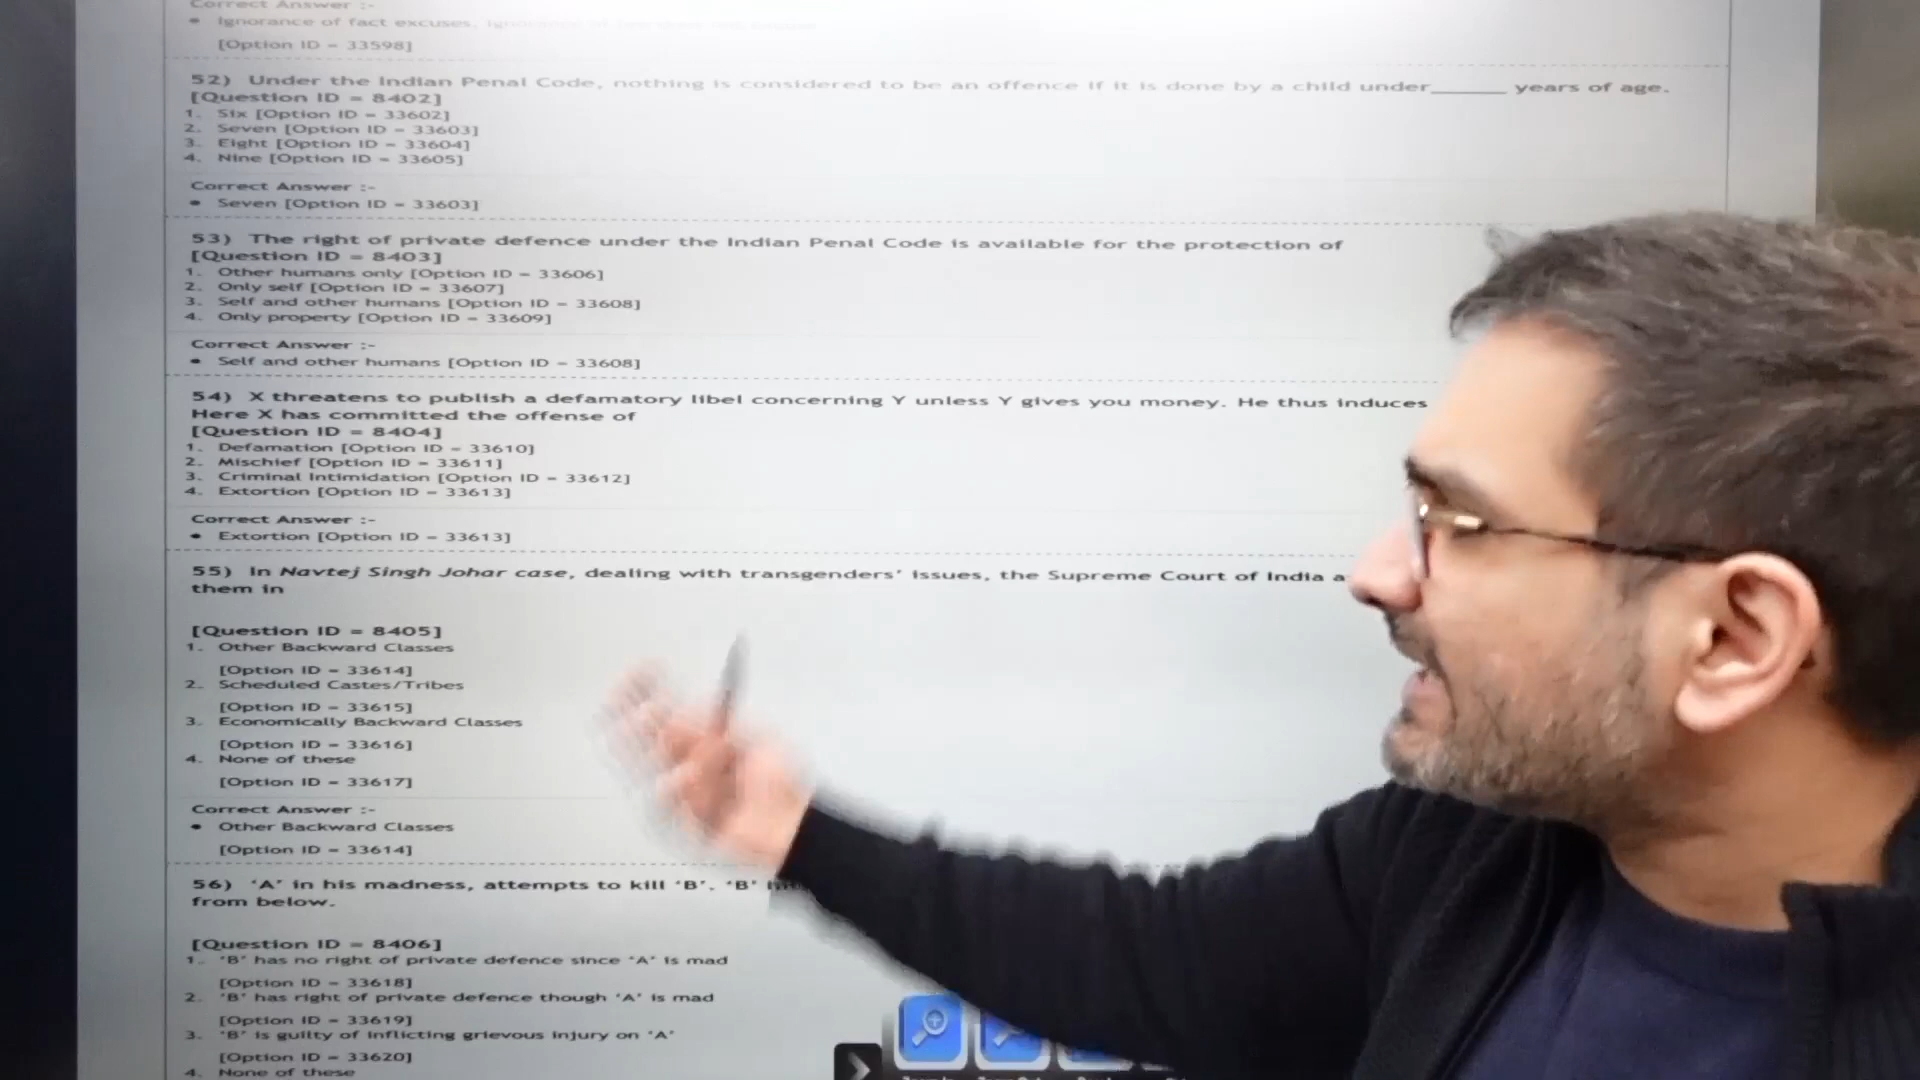 Correct Answer :-
• Ignorance of fact excuses,
[Option ID = 33598]
52) Under the Indian Penal Code, nothing is considered to be an offence if it is done by a child under______ years of age.
[Question ID = 8402]
1. Six [Option ID = 33602]
2. Seven [Option ID = 33603]
3. Eight [Option ID = 33604]
4. Nine [Option ID = 33605]
Correct Answer :-
• Seven [Option ID = 33603]
53) The right of private defence under the Indian Penal Code is available for the protection of
[Question ID = 8403]
1. Other humans only [Option ID = 33606]
2. Only self [Option ID = 33607]
3. Self and other humans [Option ID = 33608]
4. Only property [Option ID = 33609]
Correct Answer :-
• Self and other humans [Option ID = 33608]
54) X threatens to publish a defamatory libel concerning Y unless Y gives you money. He thus induces
Here X has committed the offense of
[Question ID = 8404]
1. Defamation [Option ID = 33610]
2. Mischief [Option ID = 33611]
3. Criminal Intimidation [Option ID = 33612]
4. Extortion [Option ID = 33613]
Correct Answer :-
• Extortion [Option ID = 33613]
55) In Navtej Singh Johar case, dealing with transgenders' issues, the Supreme Court of India
them in
[Question ID = 8405]
1. Other Backward Classes
[Option ID = 33614]
2. Scheduled Castes/Tribes
[Option ID = 33615]
3. Economically Backward Classes
[Option ID = 33616]
4. None of these
[Option ID = 33617]
Correct Answer :-
• Other Backward Classes
[Option ID = 33614]
56) 'A' in his madness, attempts to kill 'B'. 'B'
from below.
[Question ID = 8406]
1. 'B' has no right of private defence since 'A' is mad
[Option ID = 33618]
2. 'B' has right of private defence though 'A' is mad
[Option ID = 33619]
3. 'B' is guilty of inflicting grievous injury on 'A'
[Option ID = 33620]
4. None of these